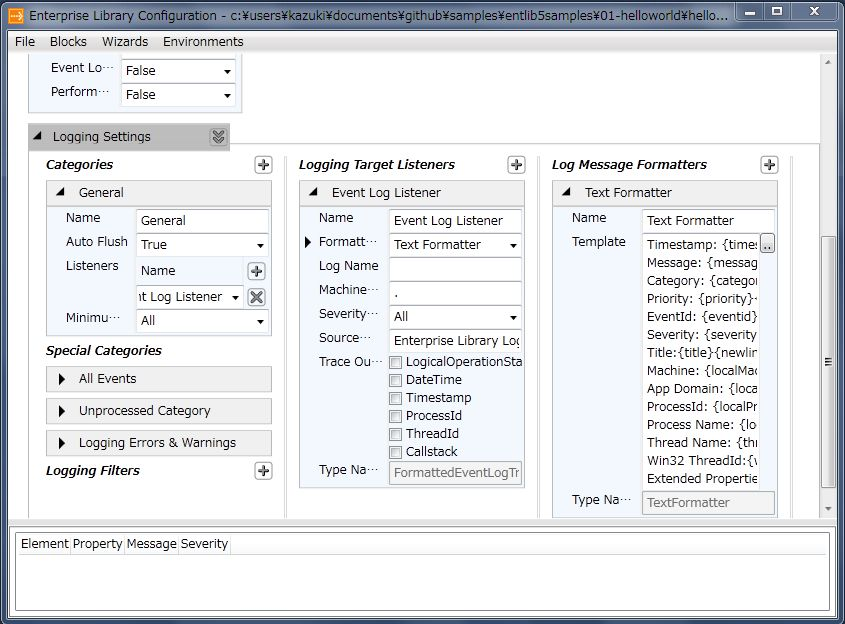 Enterprise Library Configuration - c:¥users¥kazuki¥documents¥github¥samples¥entlib5samples¥01-helloworld¥hello...
File Blocks Wizards Environments
Event Lo… False
Perform… False
Logging Settings
Categories
General
Name General
Auto Flush True
Listeners Name
nt Log Listener
Minimu… All
Special Categories
All Events
Unprocessed Category
Logging Errors & Warnings
Logging Filters
Logging Target Listeners
Event Log Listener
Name Event Log Listener
Formatt… Text Formatter
Log Name
Machine… .
Severity… All
Source… Enterprise Library Log
Trace Ou… LogicalOperationSta
DateTime
Timestamp
ProcessId
ThreadId
Callstack
Type Na… FormattedEventLogTr
Log Message Formatters
Text Formatter
Name Text Formatter
Template Timestamp: {times
..
Message: {messag
Category: {catego
Priority: {priority}{
EventId: {eventid}
Severity: {severity
Title:{title}{newlin
Machine: {localMac
App Domain: {loca
ProcessId: {localPr
Process Name: {lo
Thread Name: {thr
Win32 ThreadId:{w
Extended Propertie
Type Na… TextFormatter
Element Property Message Severity